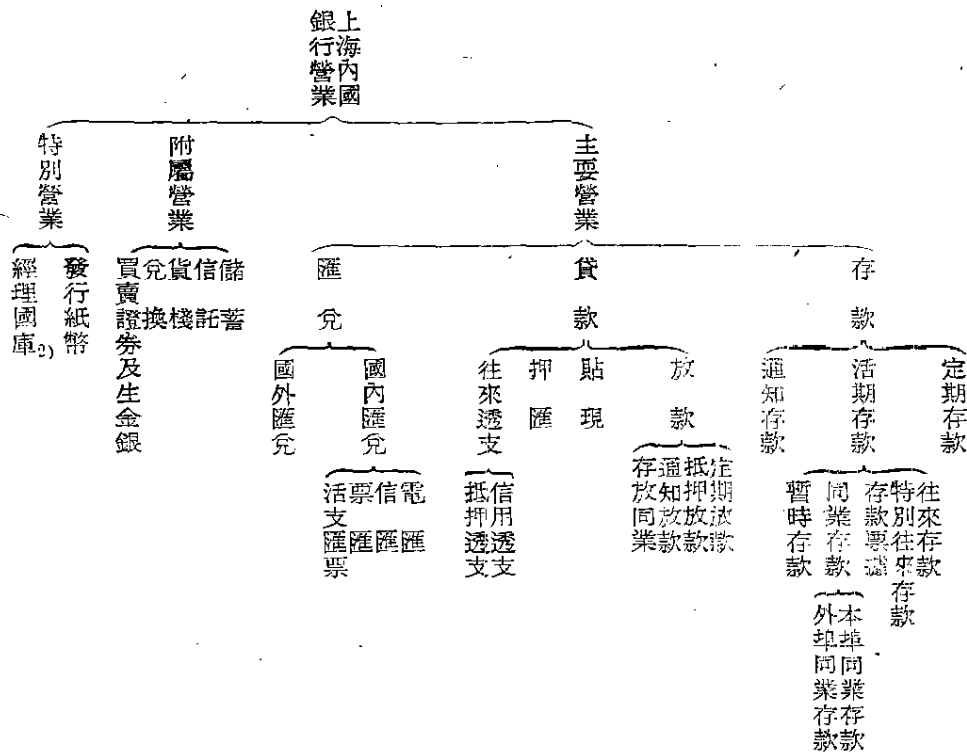 上海內國
銀行營業
主要營業
存款
定期存款
活期存款
往來存款
特別往來存款
存款票據
同業存款
本埠同業存款
外埠同業存款
暫時存款
通知存款
貸款
放款
定期放款
抵押放款
通知放款
存放同業
貼現
押匯
往來透支
信用透支
抵押透支
匯兌
國內匯兌
電匯
信匯
票匯
活支匯票
國外匯兌
附屬營業
儲蓄
信託
貨棧
兌換
買賣證券及生金銀
特別營業
發行紙幣
經理國庫2)